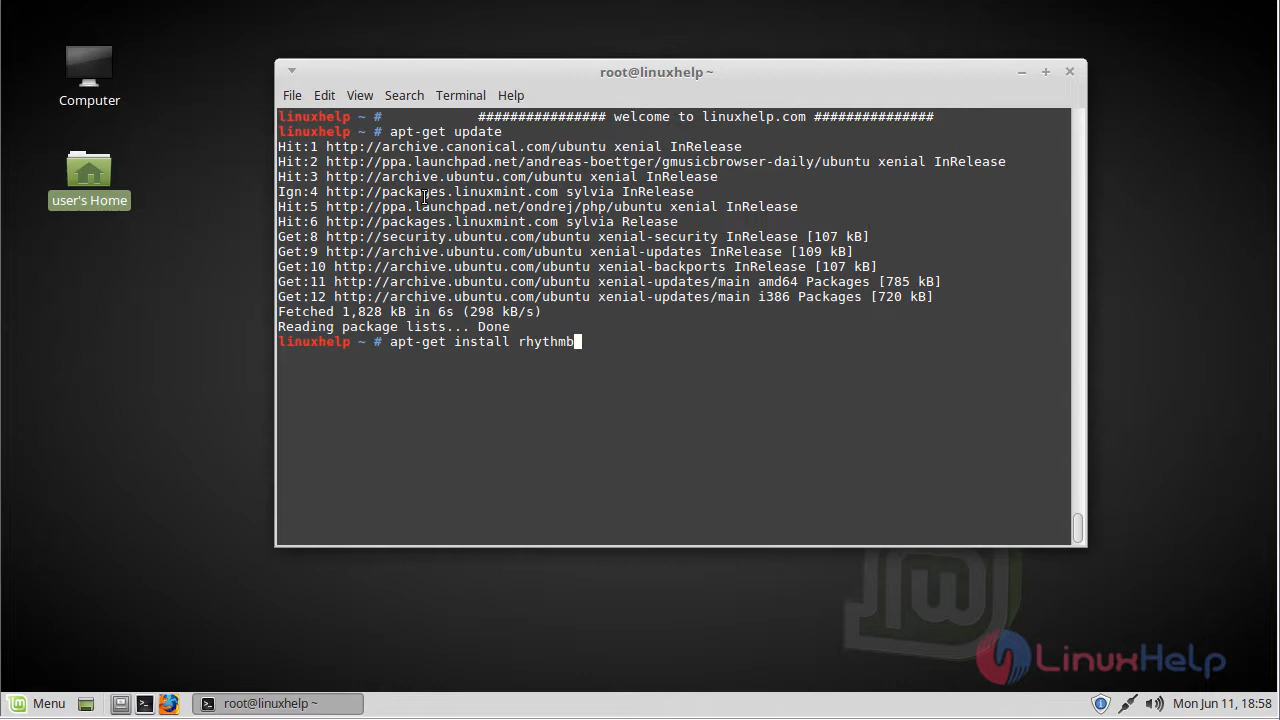 Computer
user's Home
root@linuxhelp ~
File Edit View Search Terminal Help
linuxhelp ~ # ################ welcome to linuxhelp.com ###############
linuxhelp ~ # apt-get update
Hit:1 http://archive.canonical.com/ubuntu xenial InRelease
Hit:2 http://ppa.launchpad.net/andreas-boettger/gmusicbrowser-daily/ubuntu xenial InRelease
Hit:3 http://archive.ubuntu.com/ubuntu xenial InRelease
Ign:4 http://packages.linuxmint.com sylvia InRelease
Hit:5 http://ppa.launchpad.net/ondrej/php/ubuntu xenial InRelease
Hit:6 http://packages.linuxmint.com sylvia Release
Get:8 http://security.ubuntu.com/ubuntu xenial-security InRelease [107 kB]
Get:9 http://archive.ubuntu.com/ubuntu xenial-updates InRelease [109 kB]
Get:10 http://archive.ubuntu.com/ubuntu xenial-backports InRelease [107 kB]
Get:11 http://archive.ubuntu.com/ubuntu xenial-updates/main amd64 Packages [785 kB]
Get:12 http://archive.ubuntu.com/ubuntu xenial-updates/main i386 Packages [720 kB]
Fetched 1,828 kB in 6s (298 kB/s)
Reading package lists... Done
linuxhelp ~ # apt-get install rhythmb
LinuxHelp
Menu
root@linuxhelp ~
Mon Jun 11, 18:58